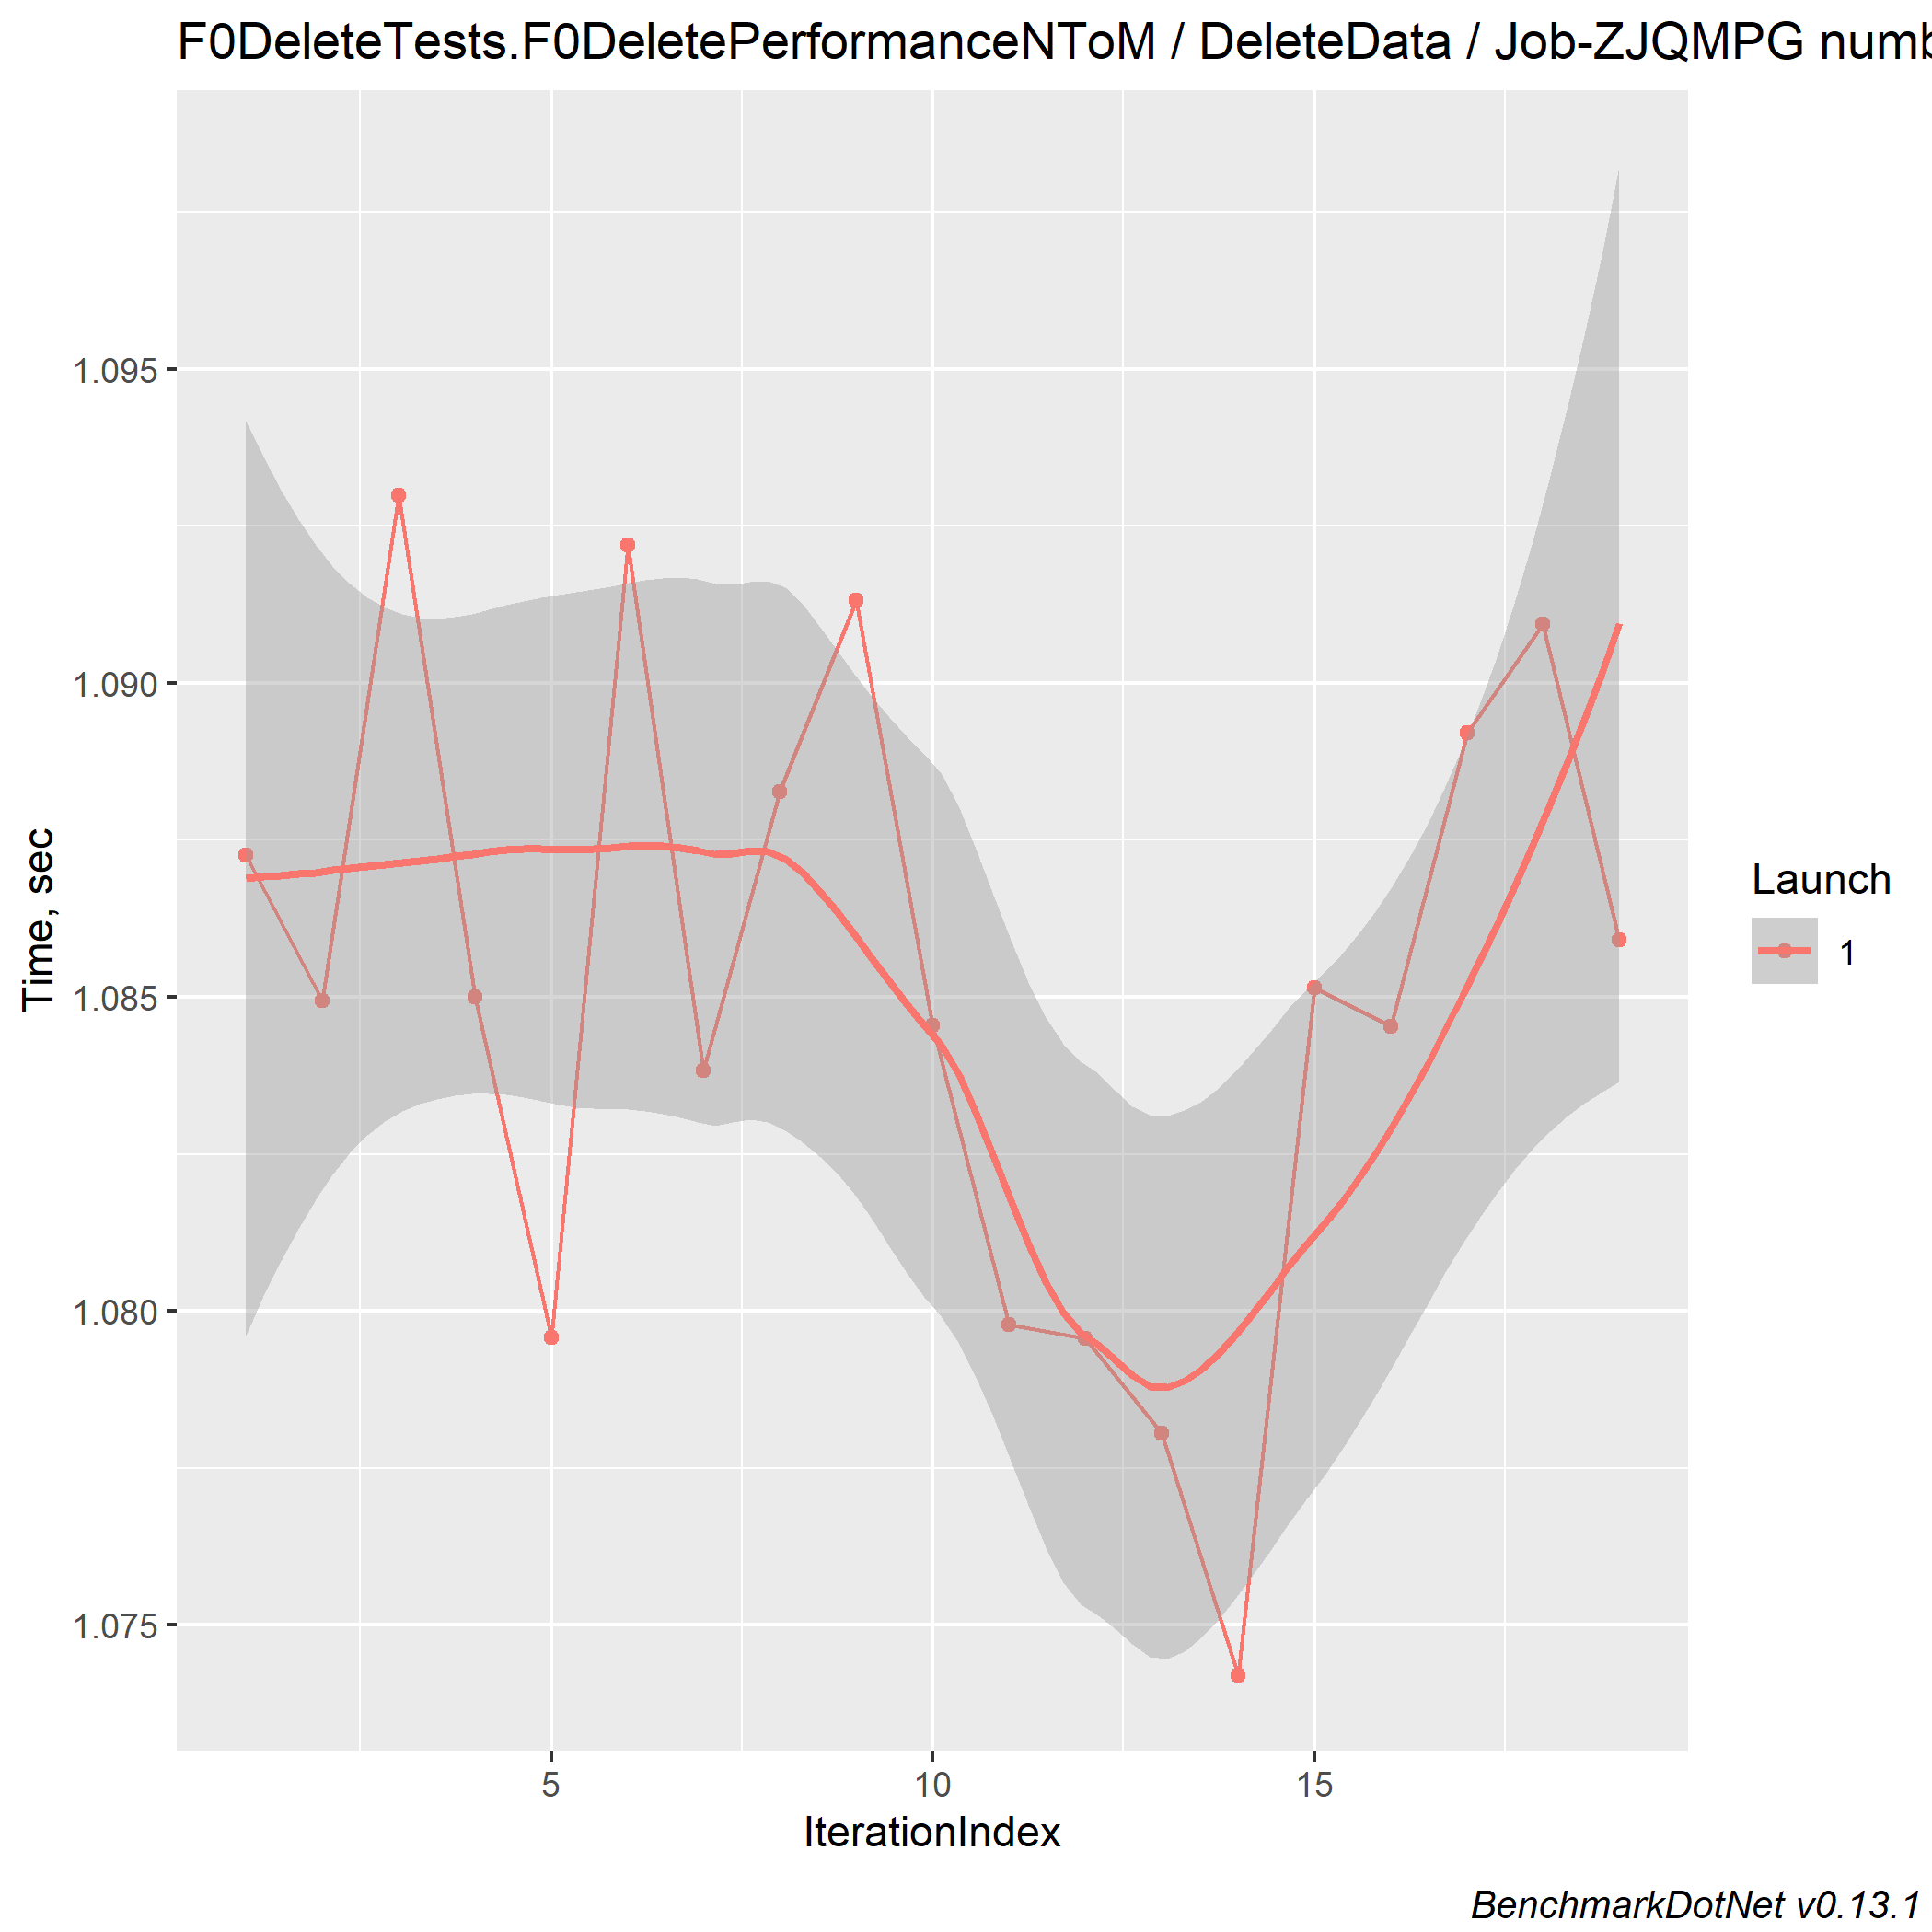 F0DeleteTests.F0DeletePerformanceNToM / DeleteData / Job-ZJQMPG numb
1.095
1.090
1.085
1.080
1.075
Time, sec
5 10 15
IterationIndex
Launch
1
BenchmarkDotNet v0.13.1